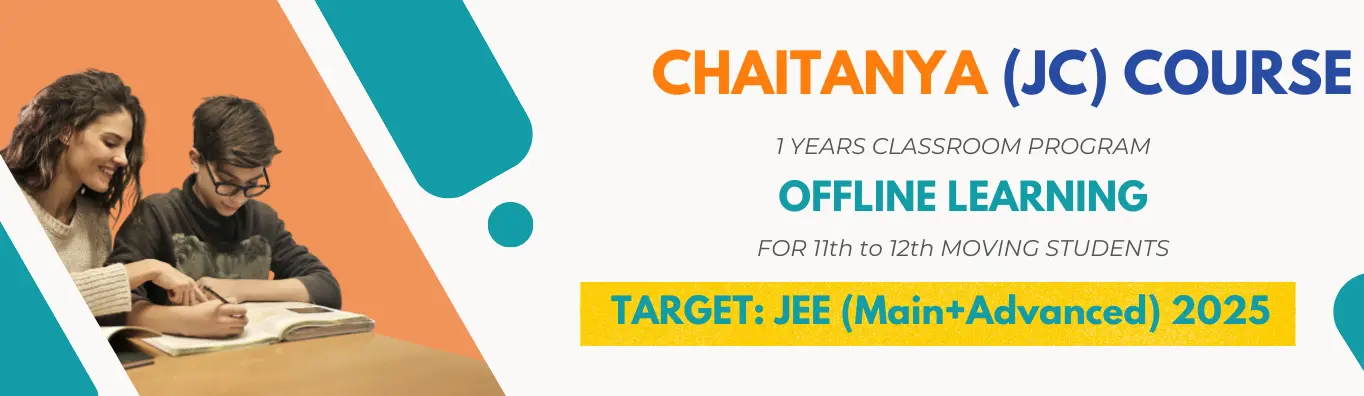 CHAITANYA (JC) COURSE
1 YEARS CLASSROOM PROGRAM
OFFLINE LEARNING
FOR 11th to 12th MOVING STUDENTS
TARGET: JEE (Main+Advanced) 2025